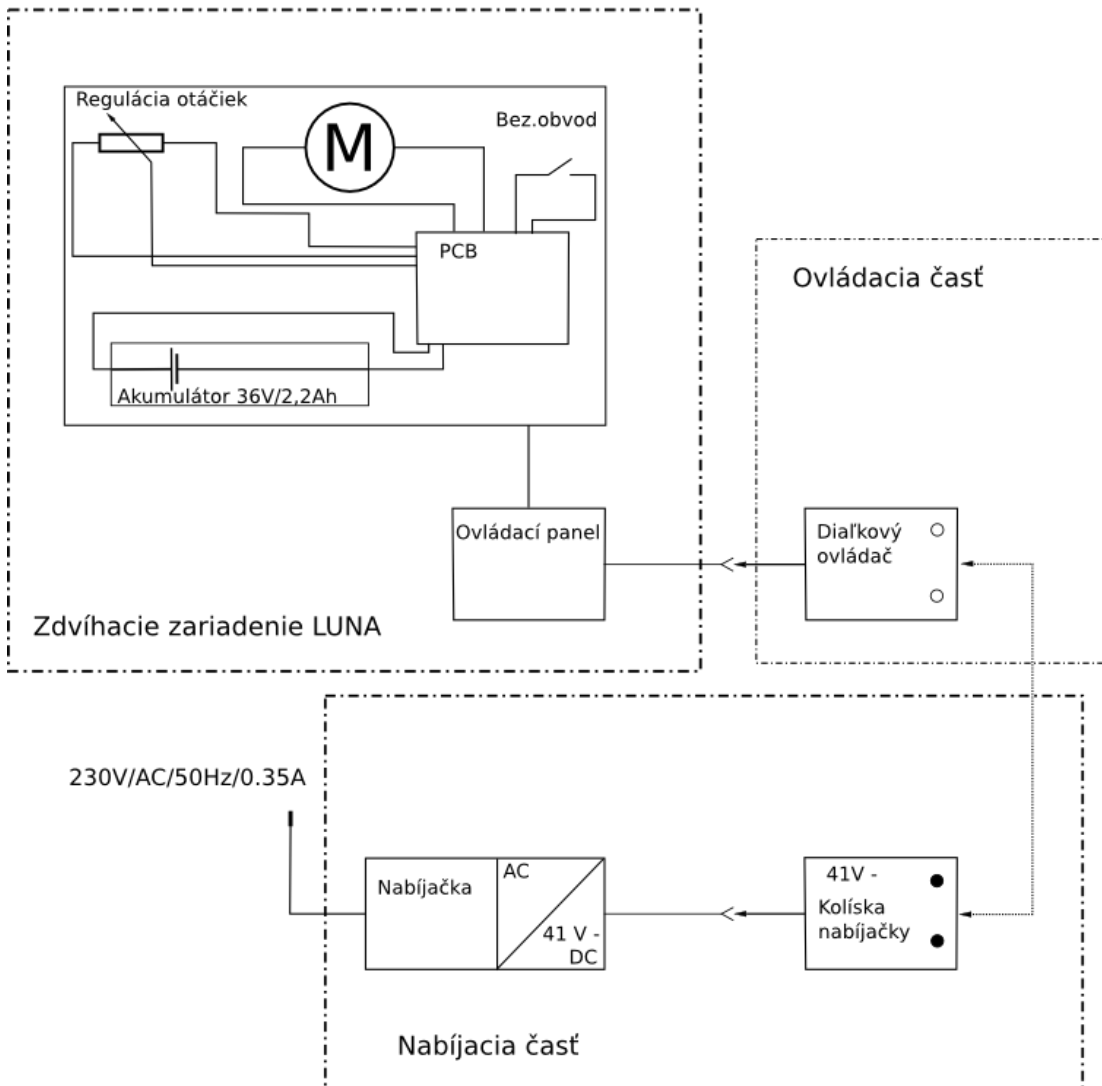 Regulácia otáčiek
M
Bez.obvod
PCB
Akumulátor 36V/2,2Ah
Ovládací panel
Zdvíhacie zariadenie LUNA
Ovládacia časť
Diaľkový
ovládač
230V/AC/50Hz/0.35A
Nabíjačka
AC
41 V -
DC
41V -
Kolíska
nabíjačky
Nabíjacia časť